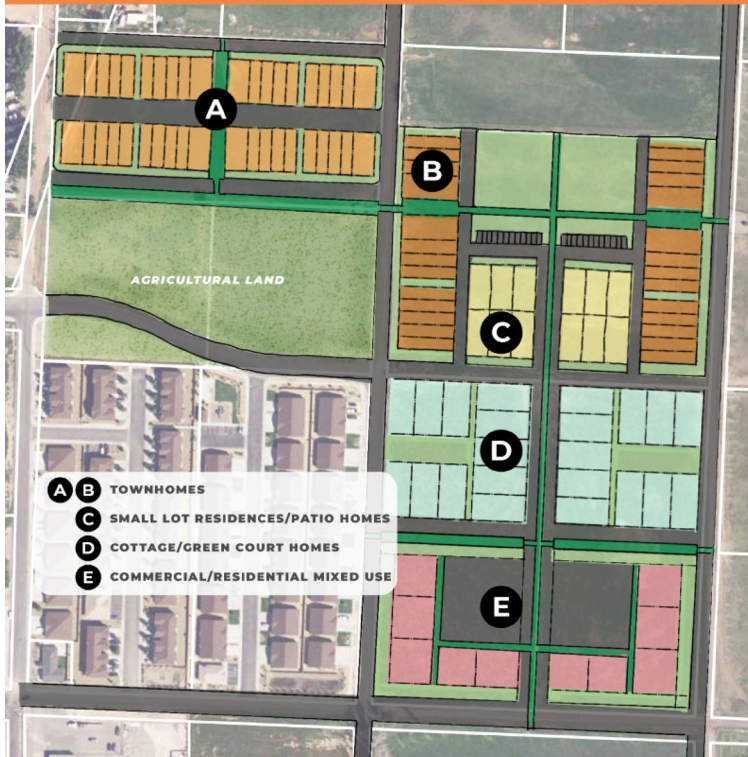 A
B
AGRICULTURAL LAND
C
D
A B TOWNHOMES
C SMALL LOT RESIDENCES/PATIO HOMES
D COTTAGE/GREEN COURT HOMES
E COMMERCIAL/RESIDENTIAL MIXED USE
E